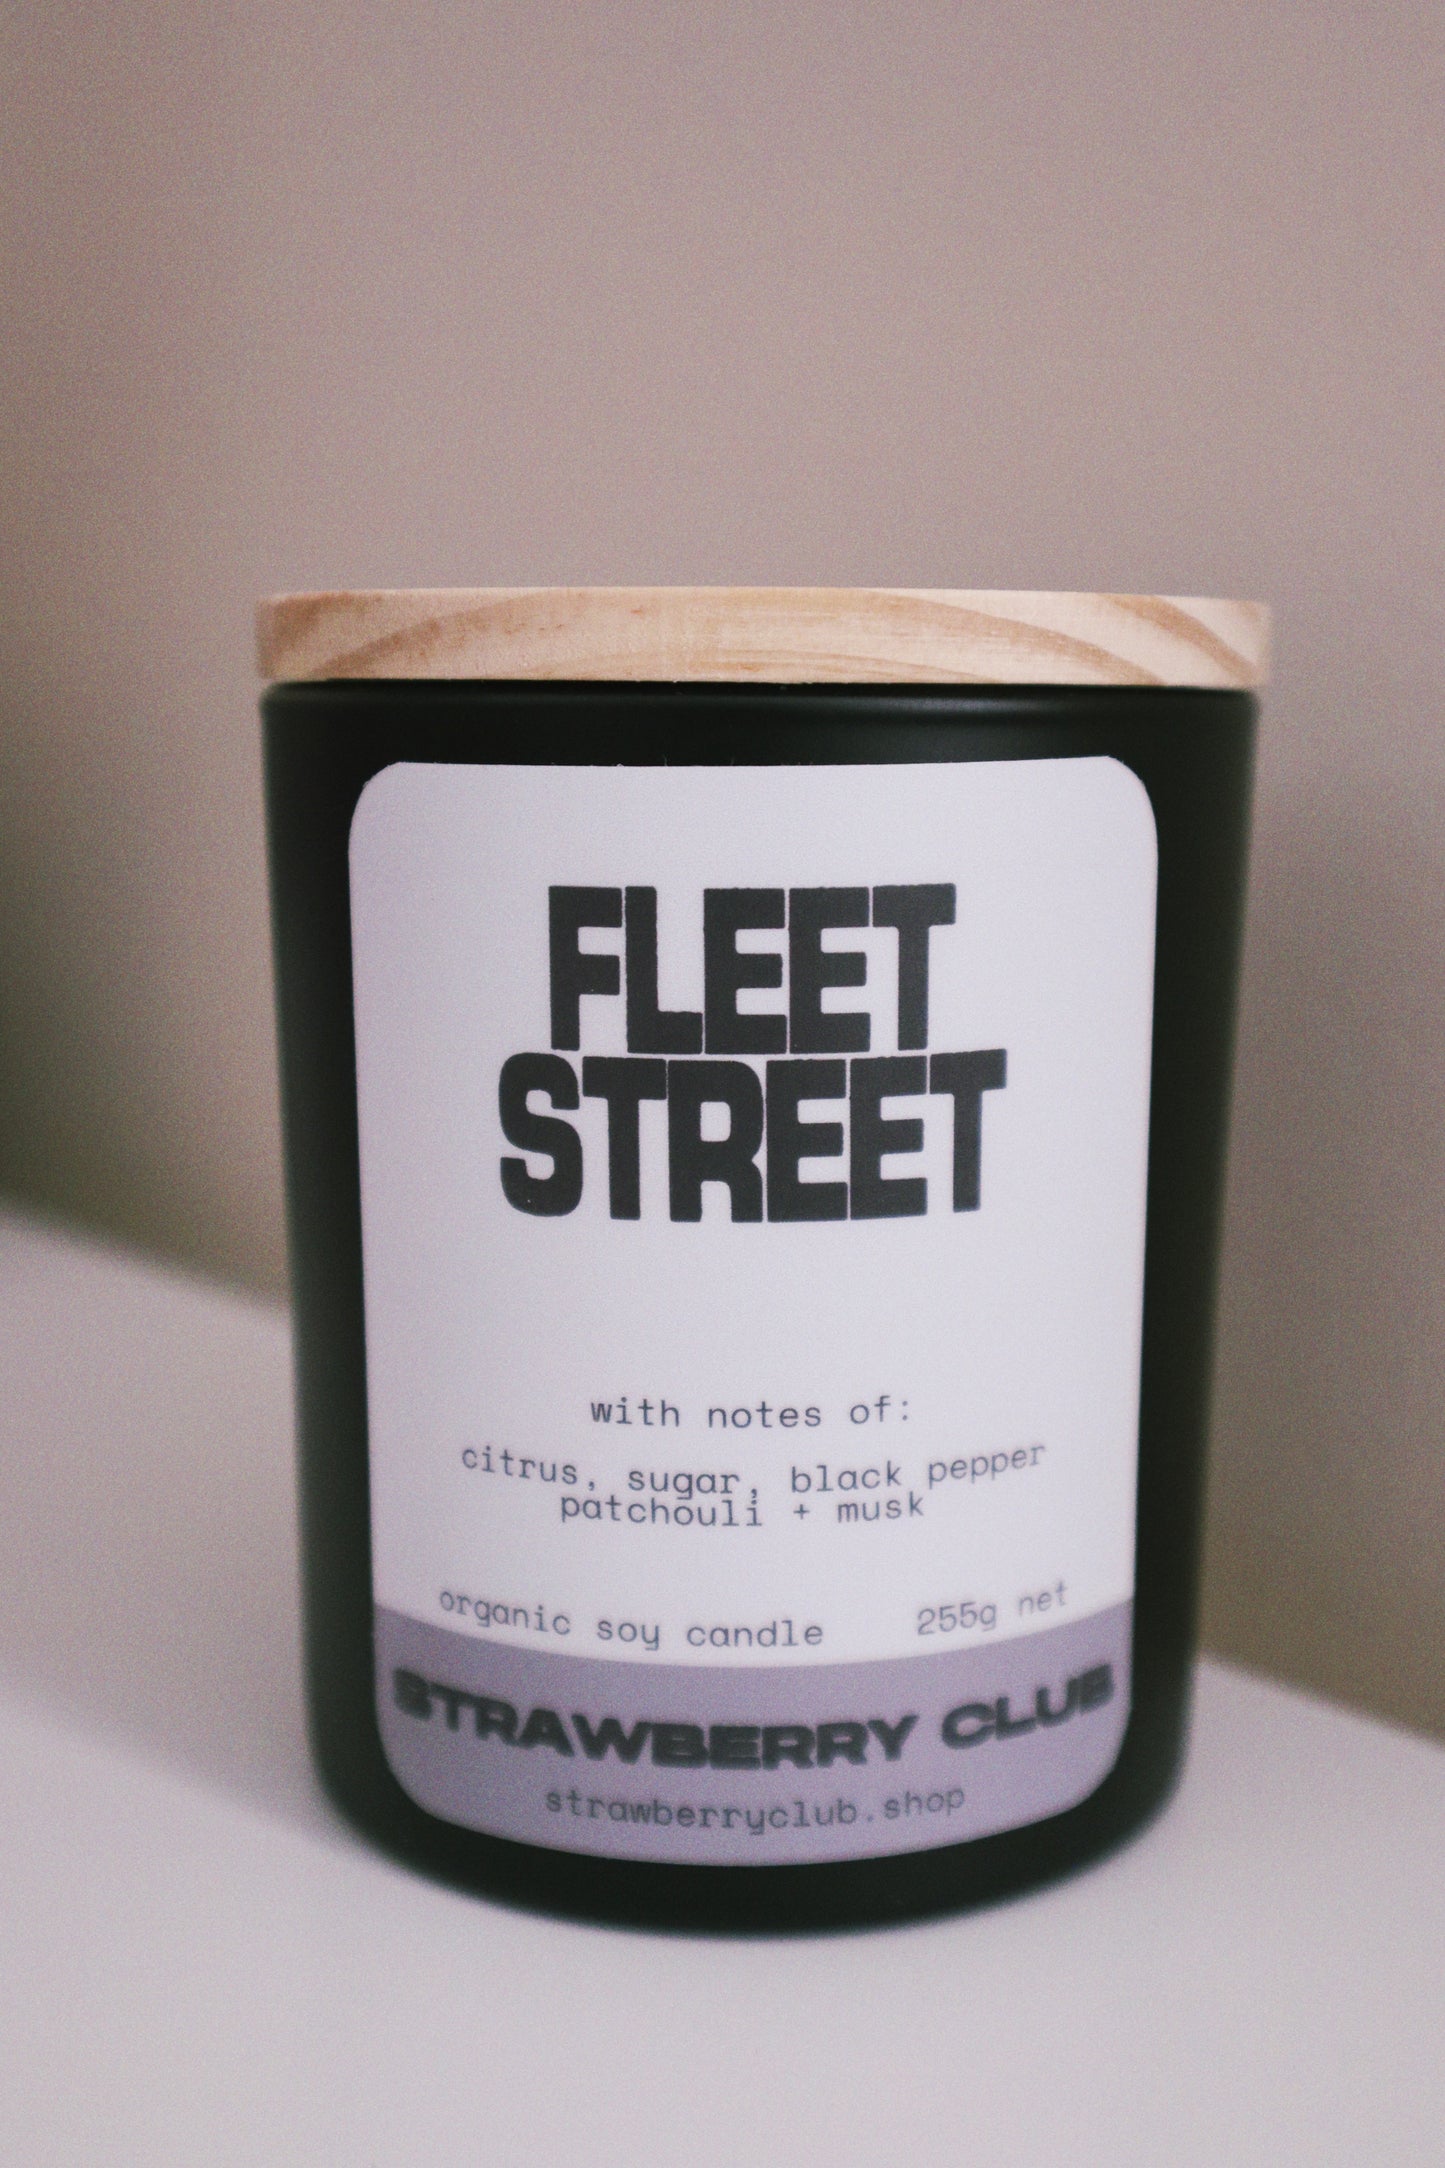 FLEET
STREET
with notes of:
citrus, sugar, black pepper
patchouli + musk
organic soy candle 255g net
STRAWBERRY CLUB
strawberryclub.shop